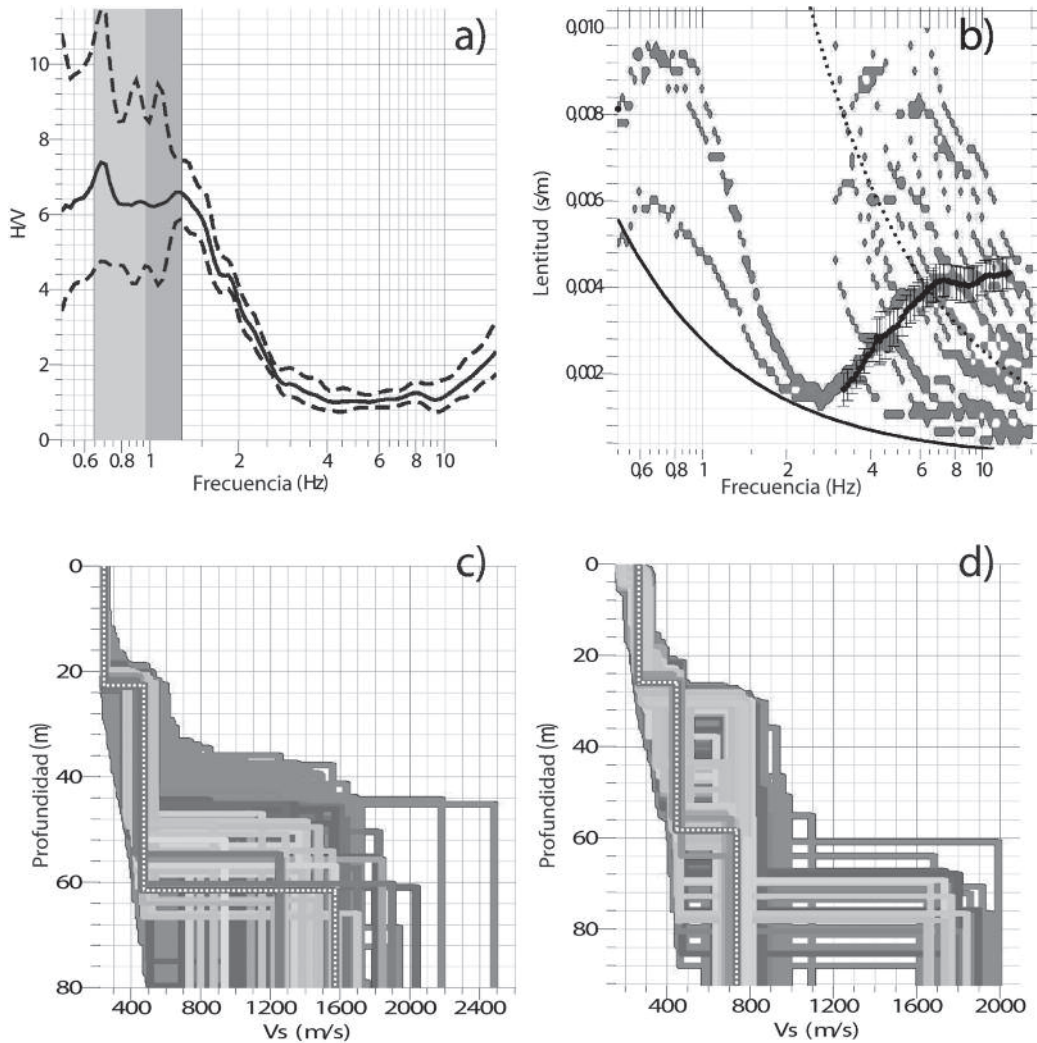 a)
10
8
6
4
2
0
H/V
0.6 0.8 1 2 4 6 8 10
Frecuencia (Hz)
b)
0,010
0,008
0,006
0,004
0,002
Lentitud (s/m)
0,6 0,8 1 2 4 6 8 10
Frecuencia (Hz)
c)
0
20
40
60
80
Profundidad (m)
400 800 1200 1600 2000 2400
Vs (m/s)
d)
0
20
40
60
80
Profundidad (m)
400 800 1200 1600 2000
Vs (m/s)